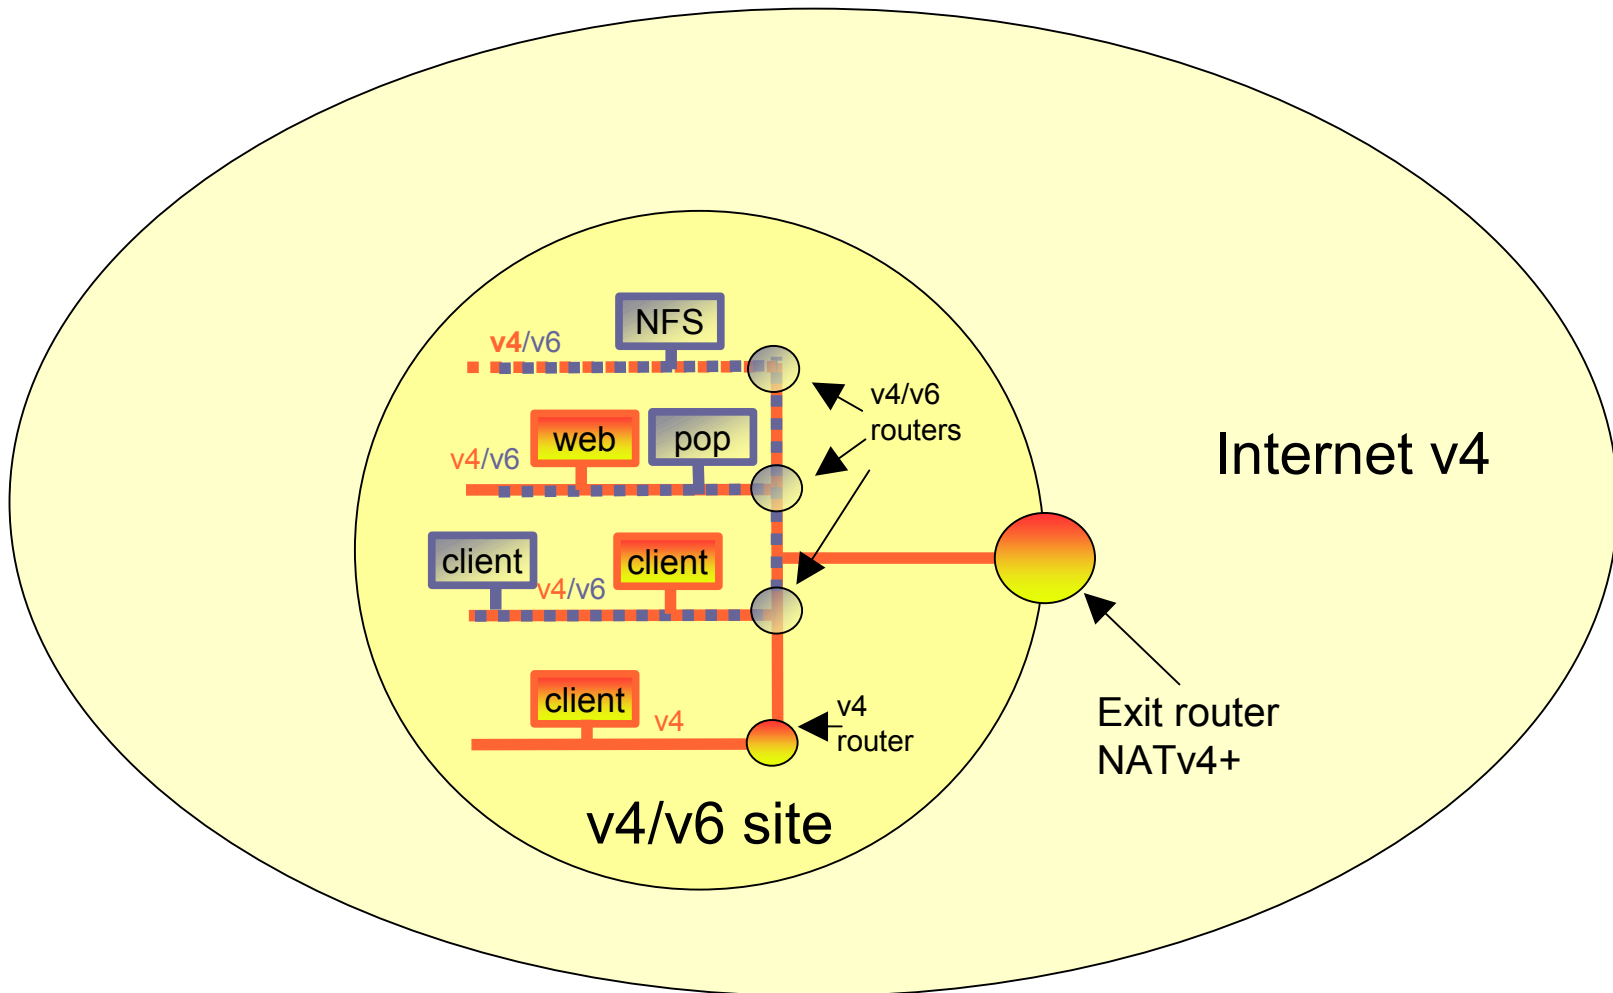 NFS
v4/v6
v4/v6
routers
web
pop
v4/v6
Internet v4
client
client
v4/v6
client
v4
v4
router
Exit router
NATv4+
v4/v6 site